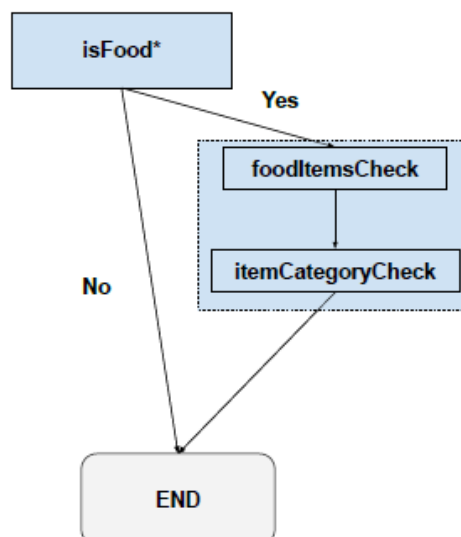 isFood*
Yes
foodItemsCheck
itemCategoryCheck
No
END